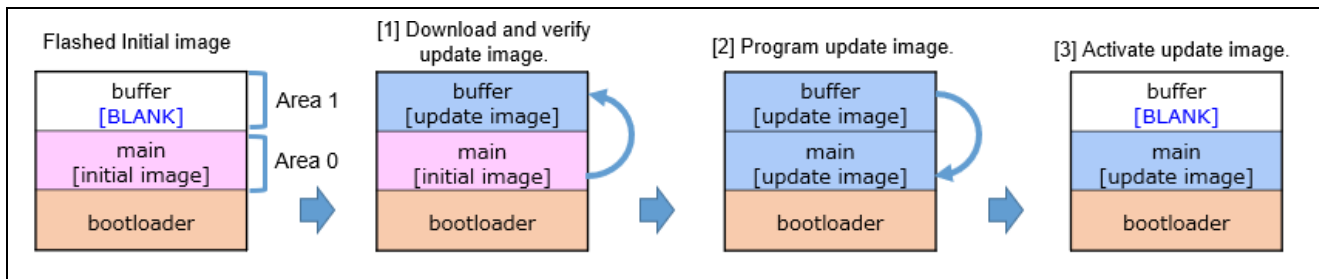 Flashed Initial image
buffer
[BLANK]
Area 1
main
[initial image]
Area 0
bootloader
[1] Download and verify
update image.
buffer
[update image]
main
[initial image]
bootloader
[2] Program update image.
buffer
[update image]
main
[update image]
bootloader
[3] Activate update image.
buffer
[BLANK]
main
[update image]
bootloader